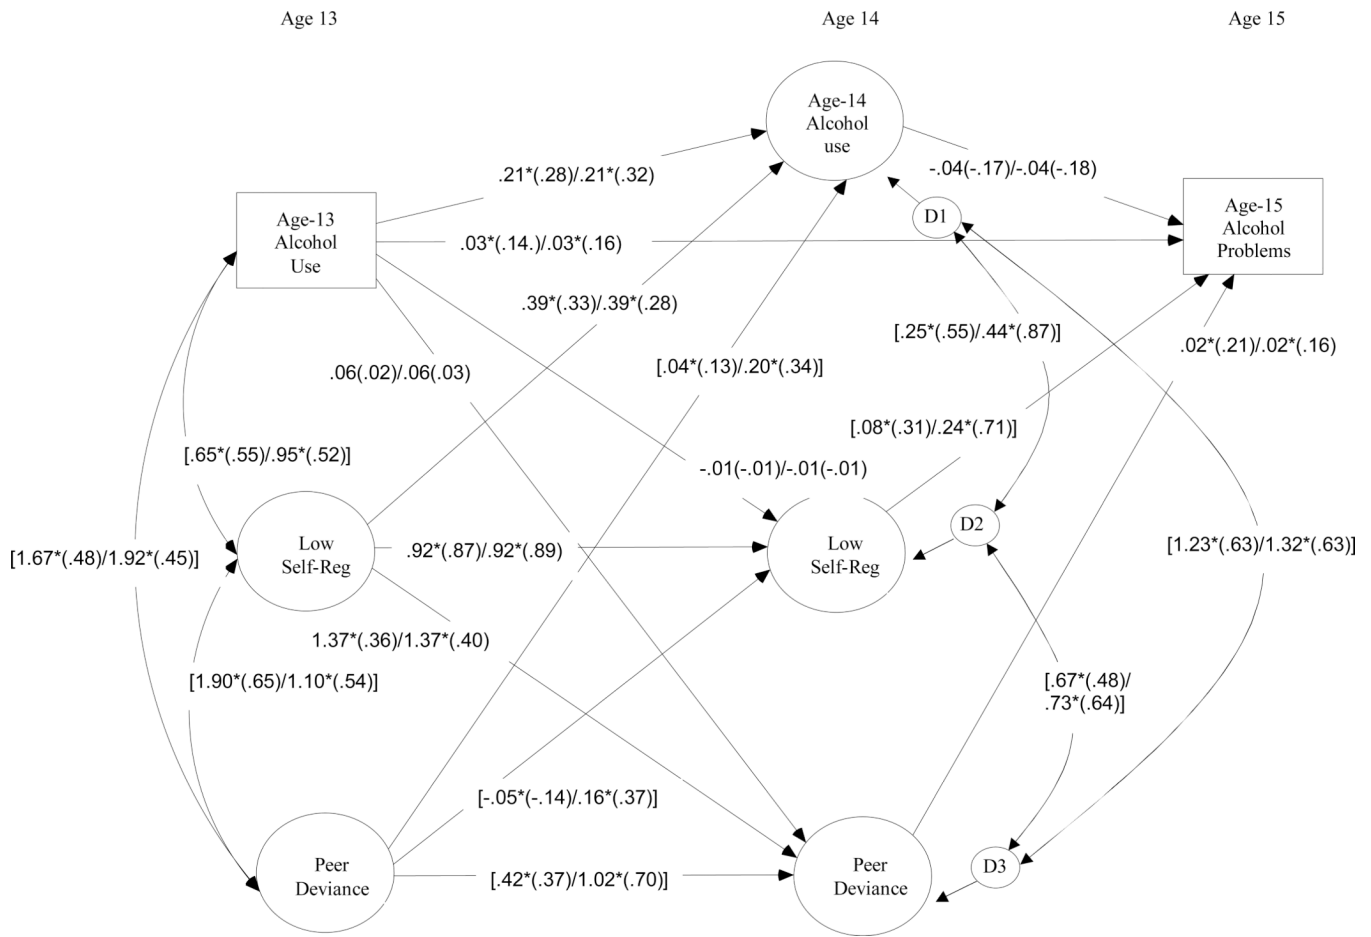 Age 13
Age 14
Age 15
Age-14
Alcohol
use
-.04(-.17)/-.04(-.18)
.21*(.28)/.21*(.32)
Age-13
Alcohol
Use
D1
Age-15
Alcohol
Problems
.03*(.14.)/.03*(.16)
.39*(.33)/.39*(.28)
[.25*(.55)/.44*(.87)]
.02*(.21)/.02*(.16)
.06(.02)/.06(.03)
[.04*(.13)/.20*(.34)]
[.08*(.31)/.24*(.71)]
[.65*(.55)/.95*(.52)]
-.01(-.01)/-.01(-.01)
D2
Low
Self-Reg
.92*(.87)/.92*(.89)
Low
Self-Reg
[1.23*(.63)/1.32*(.63)]
[1.67*(.48)/1.92*(.45)]
1.37*(.36)/1.37*(.40)
[1.90*(.65)/1.10*(.54)]
[.67*(.48)/
.73*(.64)]
[-.05*(-.14)/.16*(.37)]
Peer
Deviance
[.42*(.37)/1.02*(.70)]
Peer
Deviance
D3